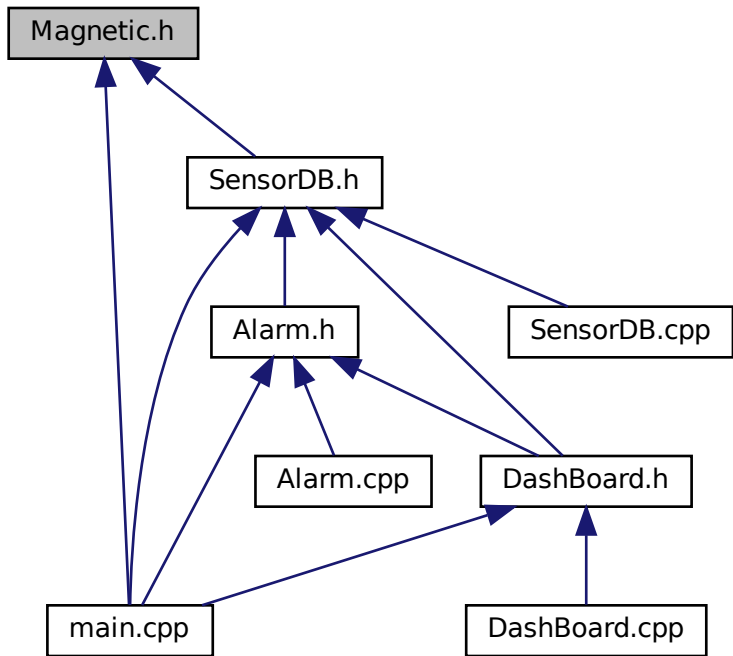 Magnetic.h
SensorDB.h
Alarm.h
SensorDB.cpp
Alarm.cpp
DashBoard.h
main.cpp
DashBoard.cpp